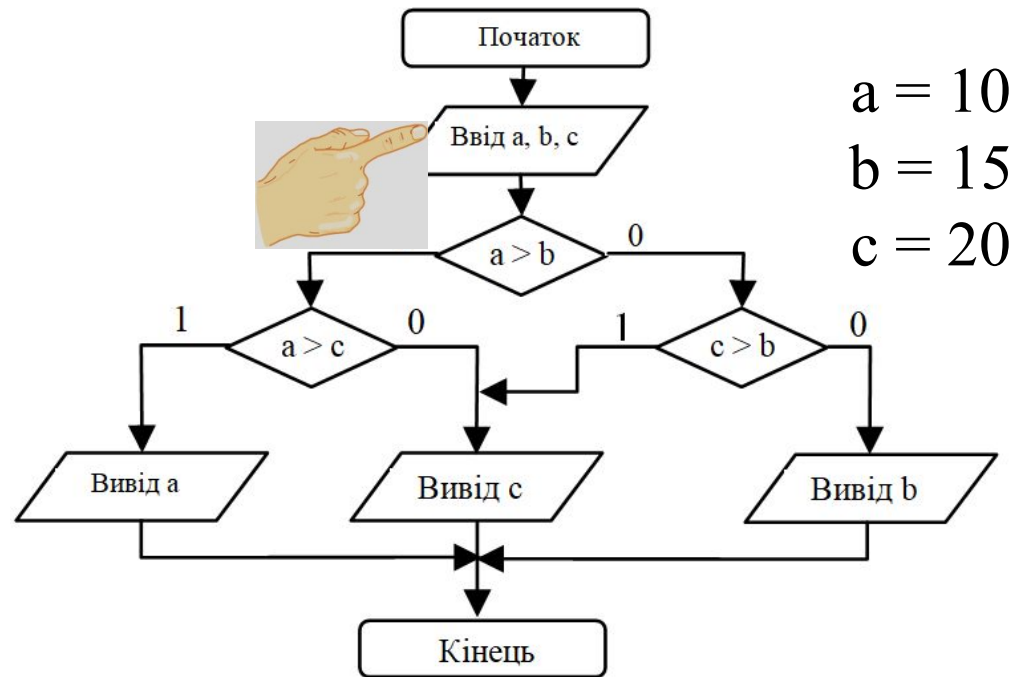 Початок
Ввід a, b, c
a = 10
b = 15
c = 20
a > b
0
1
a > c
0
1
c > b
0
Вивід a
Вивід c
Вивід b
Кінець